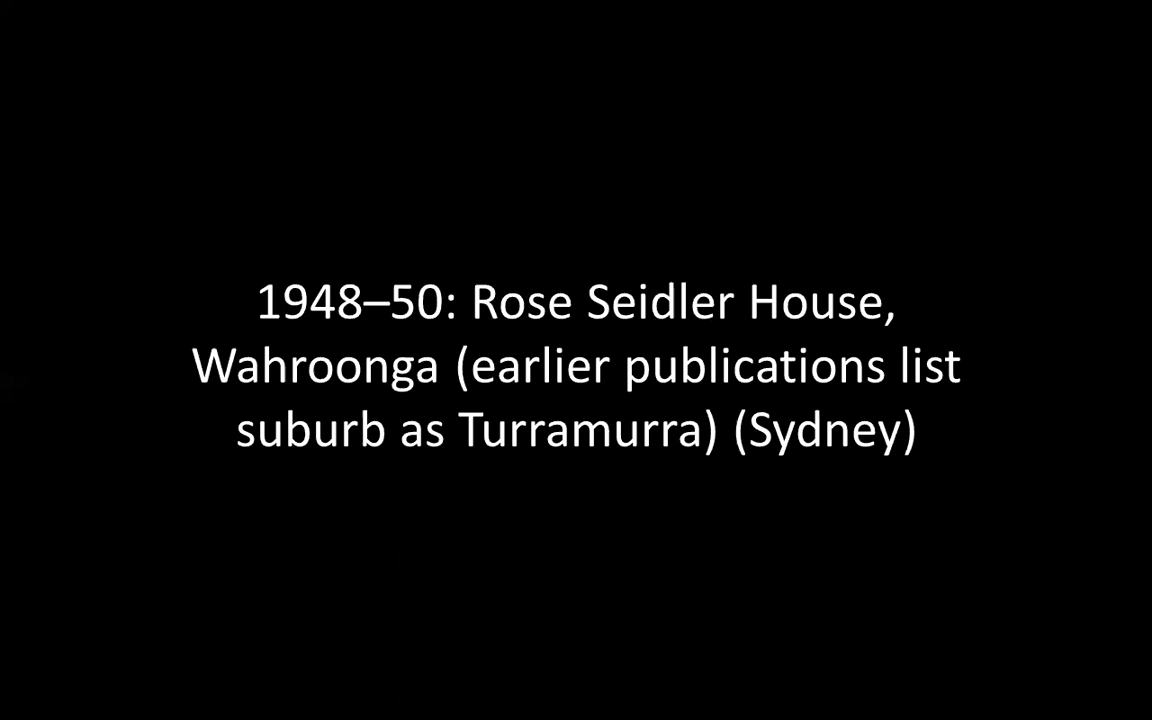 1948–50: Rose Seidler House,
Wahroonga (earlier publications list
suburb as Turramurra) (Sydney)